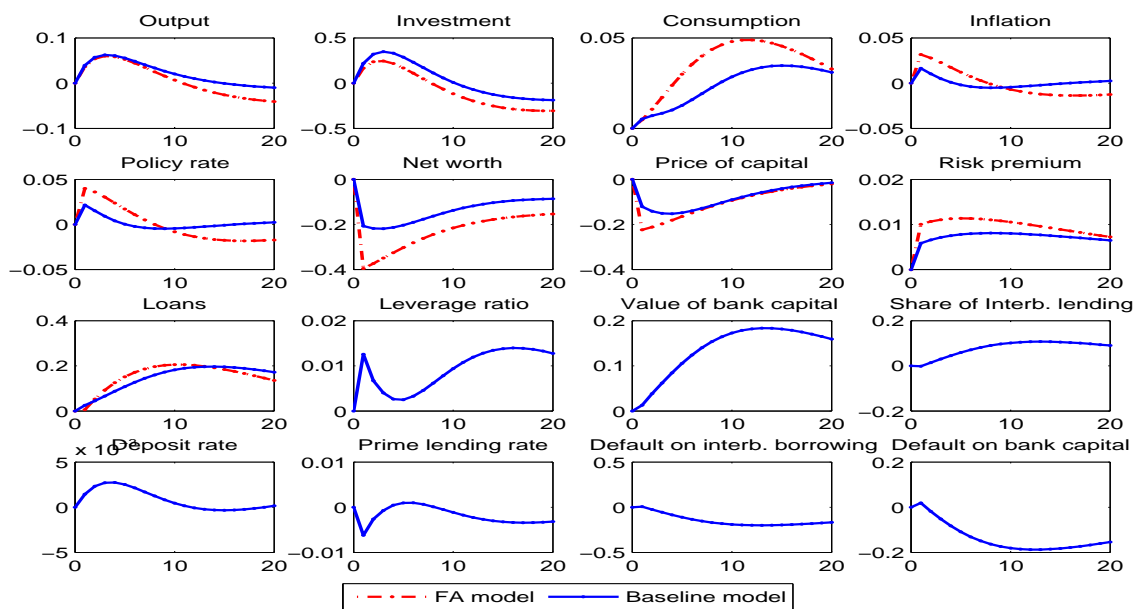 Output Investment Consumption Inflation
0.1 0.5 0.05 0.05
0 0 0
−0.1 −0.5 0 −0.05
0 10 20 0 10 20 0 10 20 0 10 20
Policy rate Net worth Price of capital Risk premium
0.05 0 0 0.02
0 −0.2 −0.2 0.01
−0.05 −0.4 −0.4 0
0 10 20 0 10 20 0 10 20 0 10 20
Loans Leverage ratio Value of bank capital Share of Interb. lending
0.4 0.02 0.2 0.2
0.2 0.01 0.1 0
0 0 0 −0.2
0 10 20 0 10 20 0 10 20 0 10 20
Deposit rate Prime lending rate Default on interb. borrowing Default on bank capital
5 0.01 0.5 0.2
0 0 0 0
−5 −0.01 −0.5 −0.2
0 10 20 0 10 20 0 10 20 0 10 20
FA model Baseline model